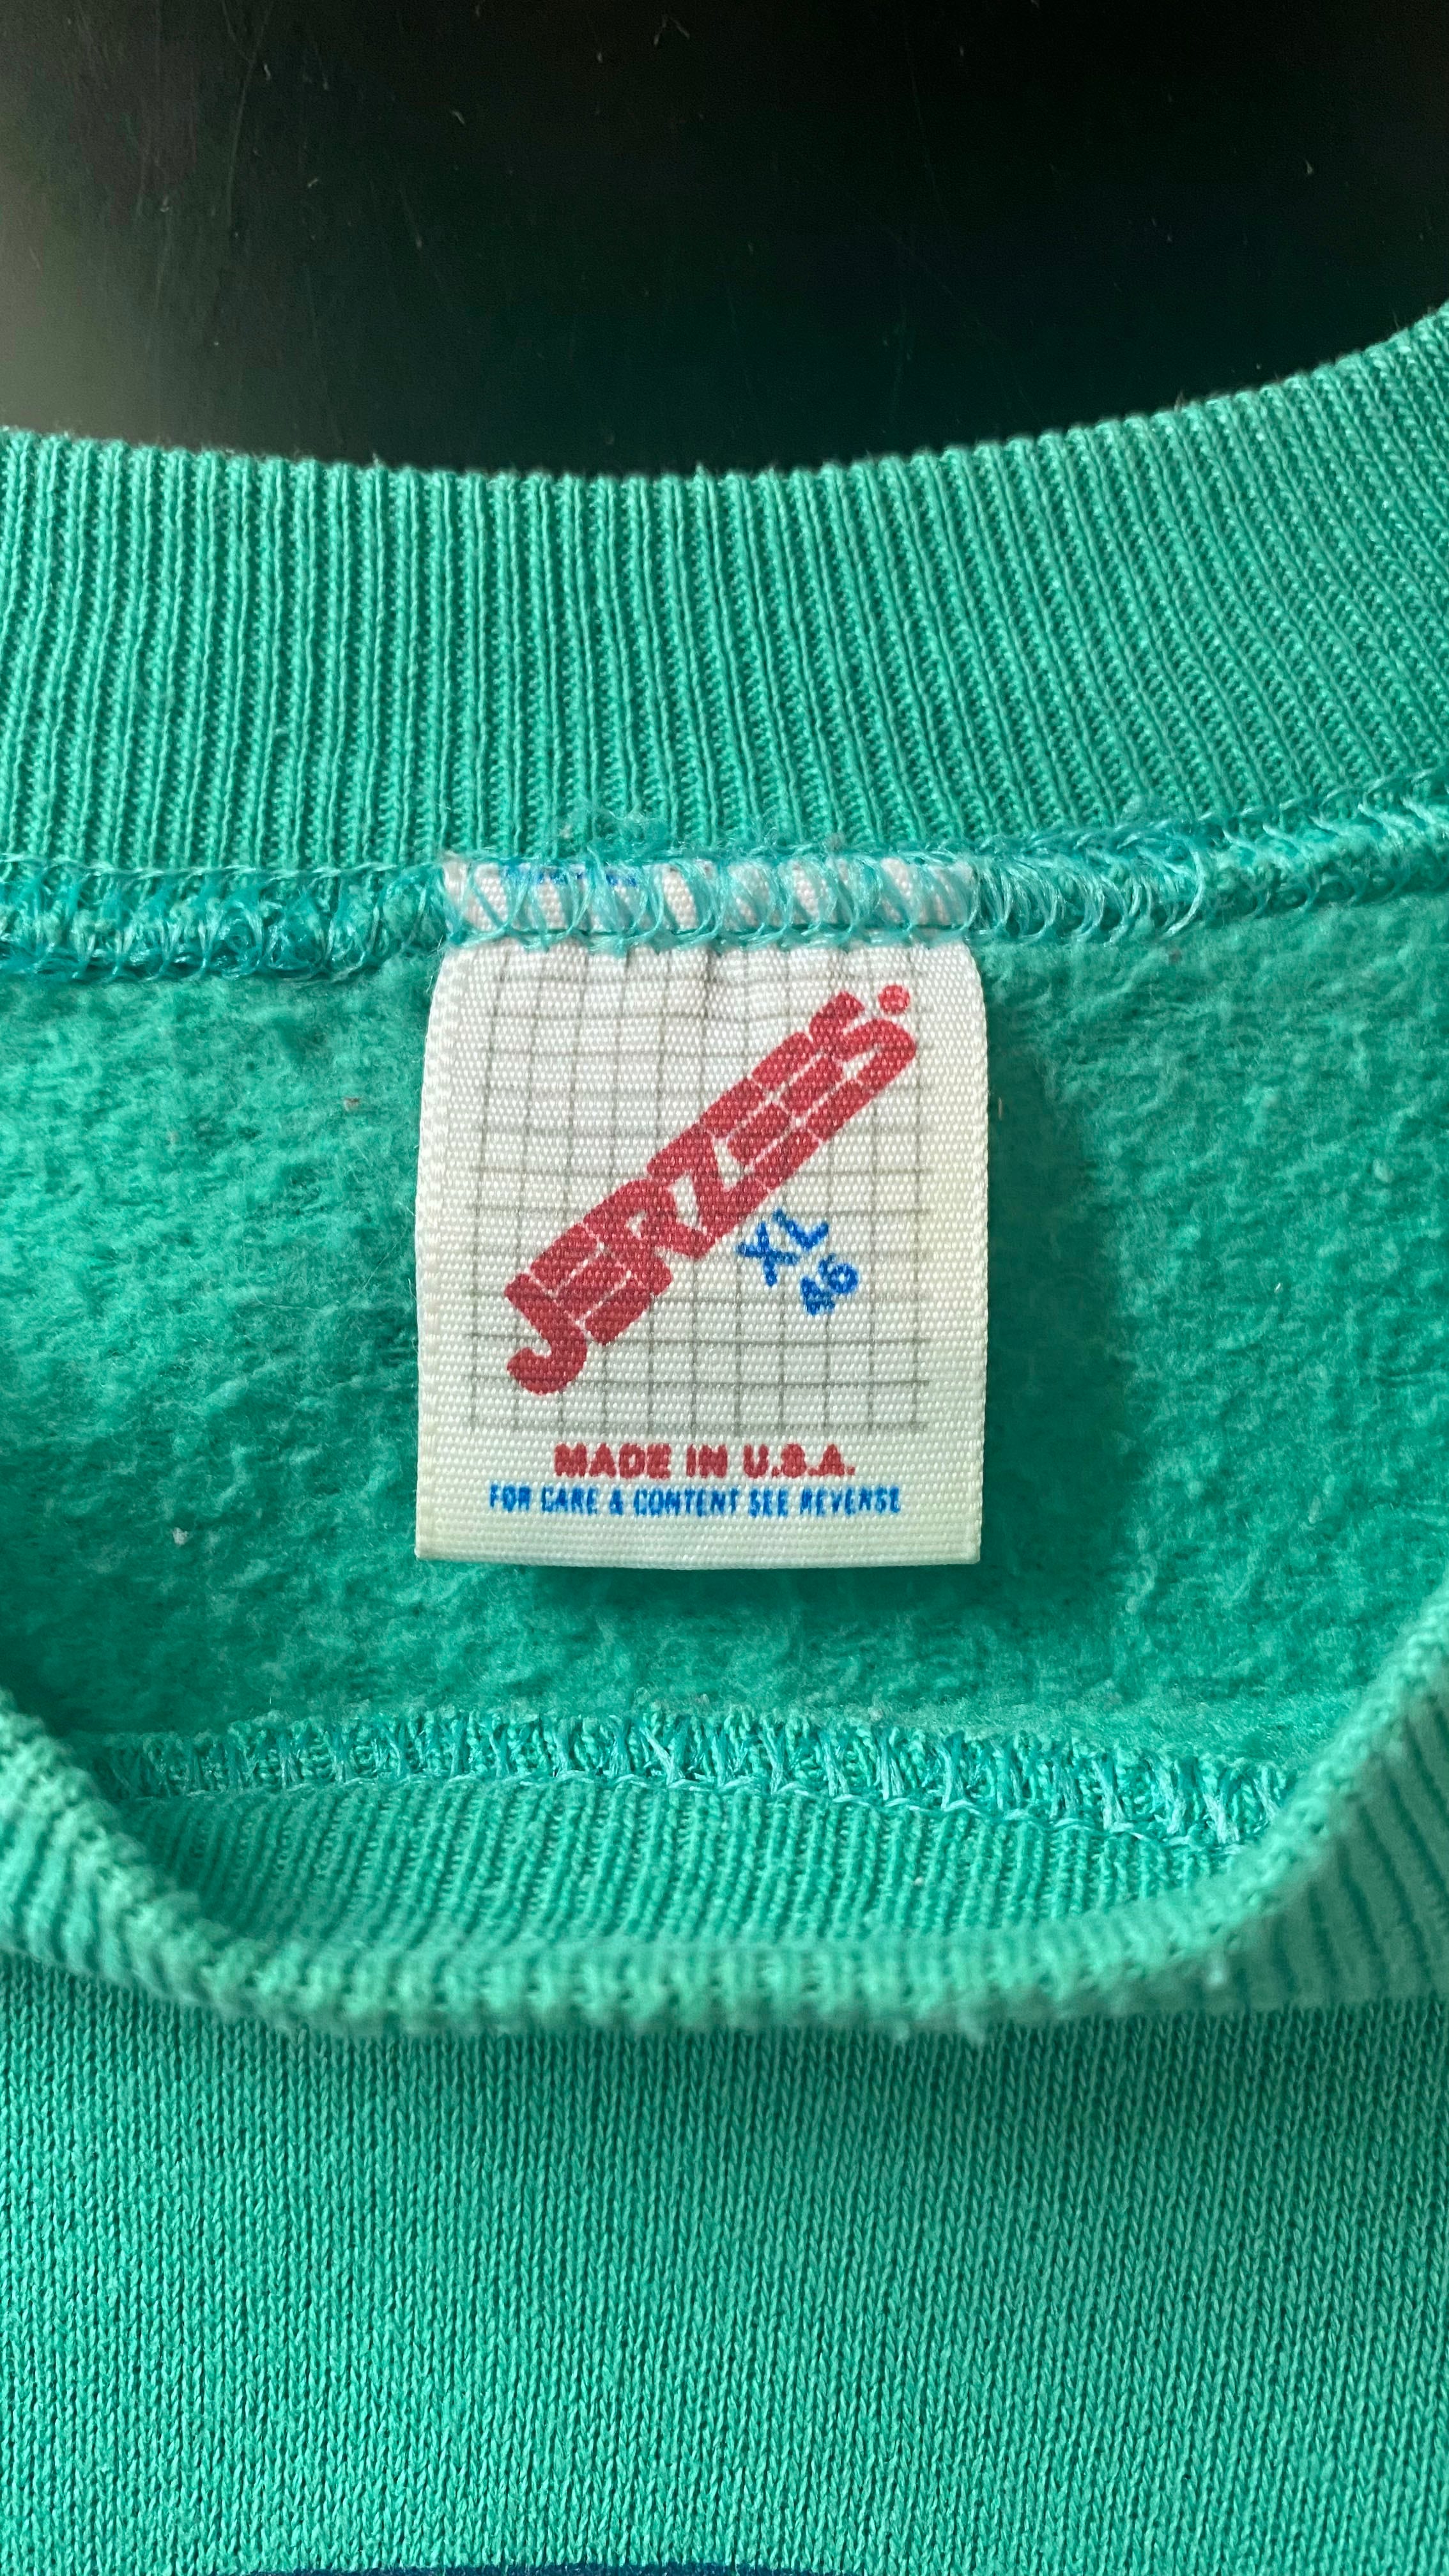 JERZEES.
XL
46
MADE IN U.S.A.
FOR CARE & CONTENT SEE REVERSE